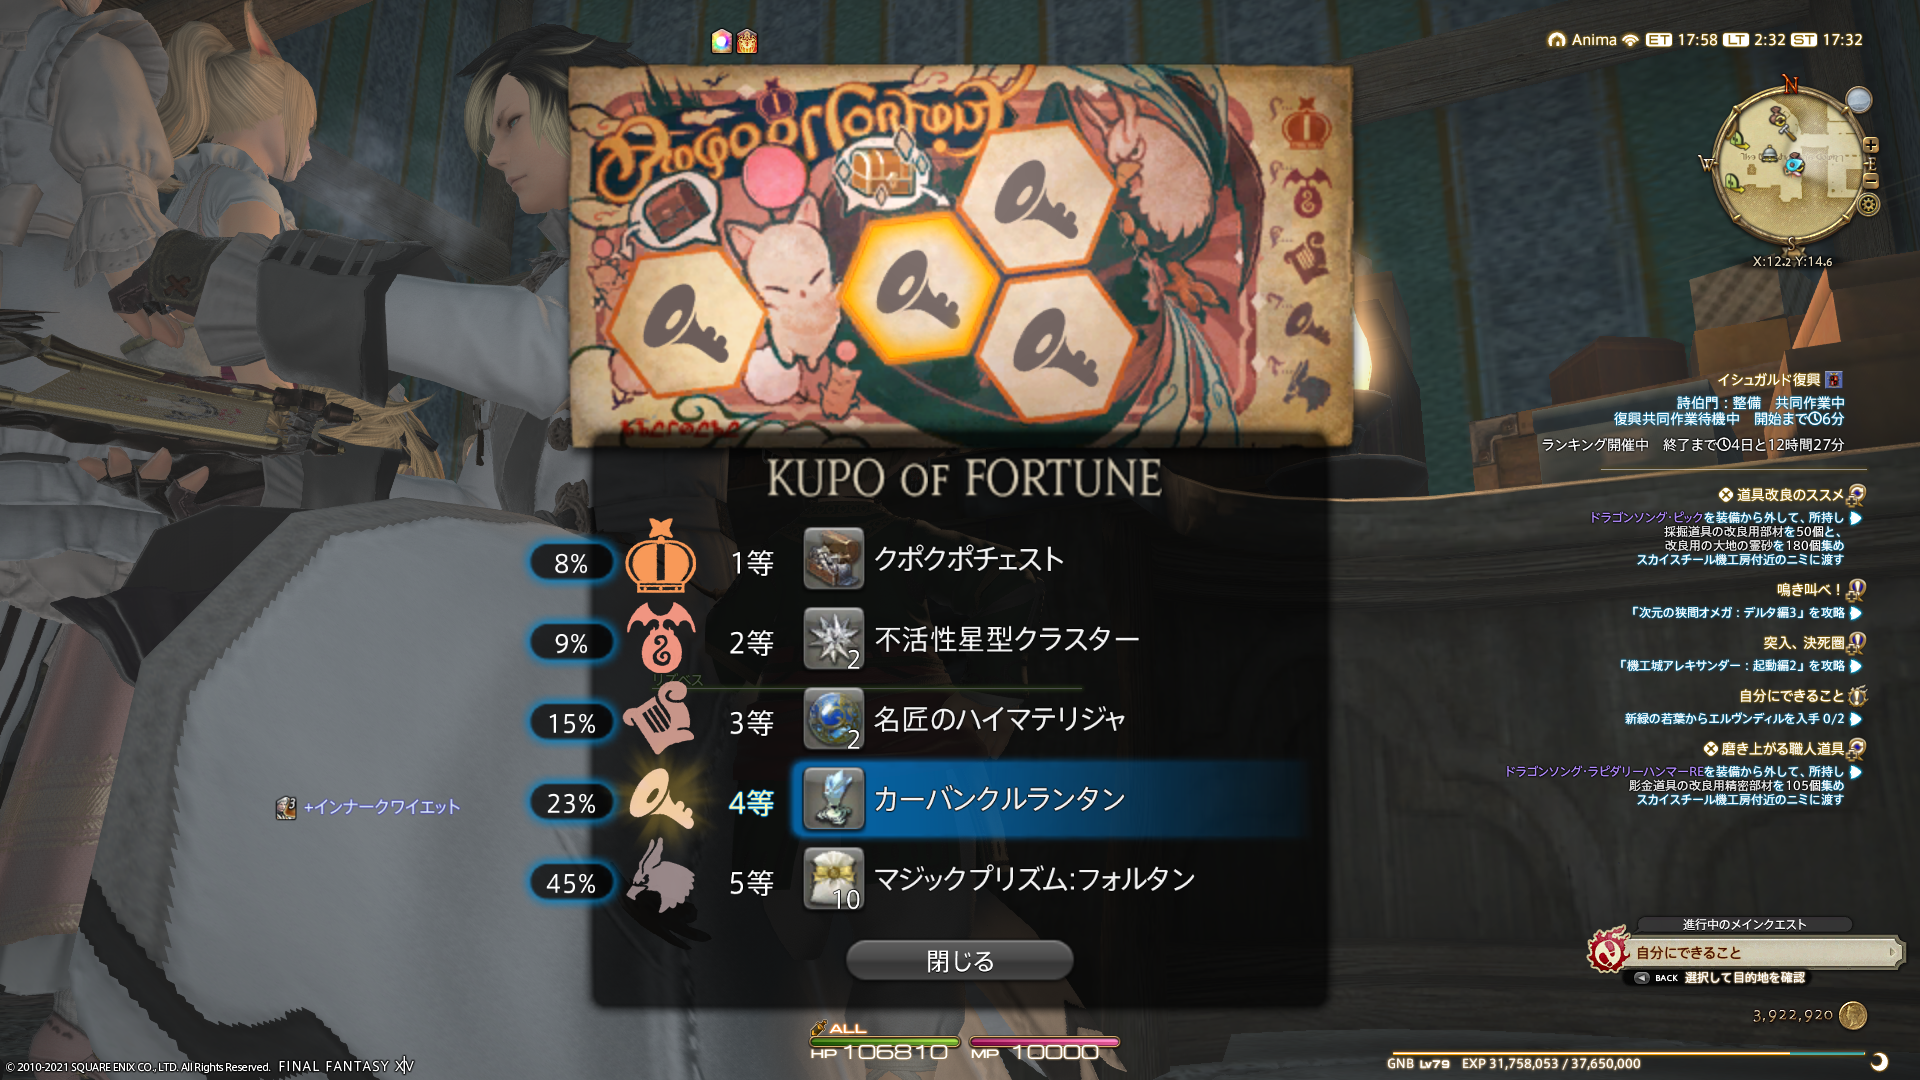 Anima ET 17:58 LT 2:32 ST 17:32
N
W
E
S
X:12.2 Y:14.6
イシュガルド復興
詩伯門：整備　共同作業中
復興共同作業待機中　開始まで6分
ランキング開催中　終了まで4日と12時間27分
道具改良のススメ
ドラゴンソング・ピックを装備から外して、所持し
採掘道具の改良用部材を50個と、
改良用の大地の霊砂を180個集め
スカイスチール機工房付近のニミに渡す
鳴き叫べ！
「次元の狭間オメガ：デルタ編3」を攻略
突入、決死圏
「機工城アレキサンダー：起動編2」を攻略
自分にできること
新緑の若葉からエルヴンディルを入手 0/2
磨き上がる職人道具
ドラゴンソング・ラピダリーハンマーREを装備から外して、所持し
彫金道具の改良用精密部材を105個集め
スカイスチール機工房付近のニミに渡す
KUPO OF FORTUNE
8% 1等 クポクポチェスト
9% 2等 2 不活性星型クラスター
リズベス
15% 3等 2 名匠のハイマテリジャ
23% 4等 カーバンクルランタン
45% 5等 10 マジックプリズム:フォルタン
閉じる
3 +インナークワイエット
進行中のメインクエスト
自分にできること
BACK 選択して目的地を確認
3,922,920
ALL
HP 106810 MP 10000
GNB Lv79 EXP 31,758,053 / 37,650,000
© 2010-2021 SQUARE ENIX CO., LTD. All Rights Reserved. FINAL FANTASY XIV